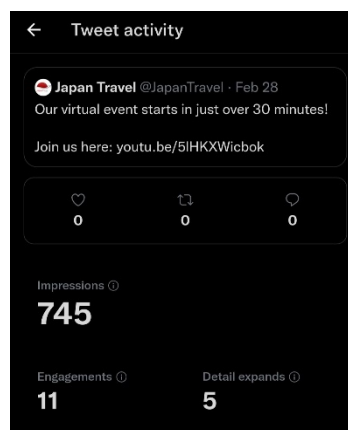 Tweet activity
Japan Travel @JapanTravel · Feb 28
Our virtual event starts in just over 30 minutes!
Join us here: youtu.be/5lHKXWicbok
0 0 0
Impressions
745
Engagements Detail expands
11 5